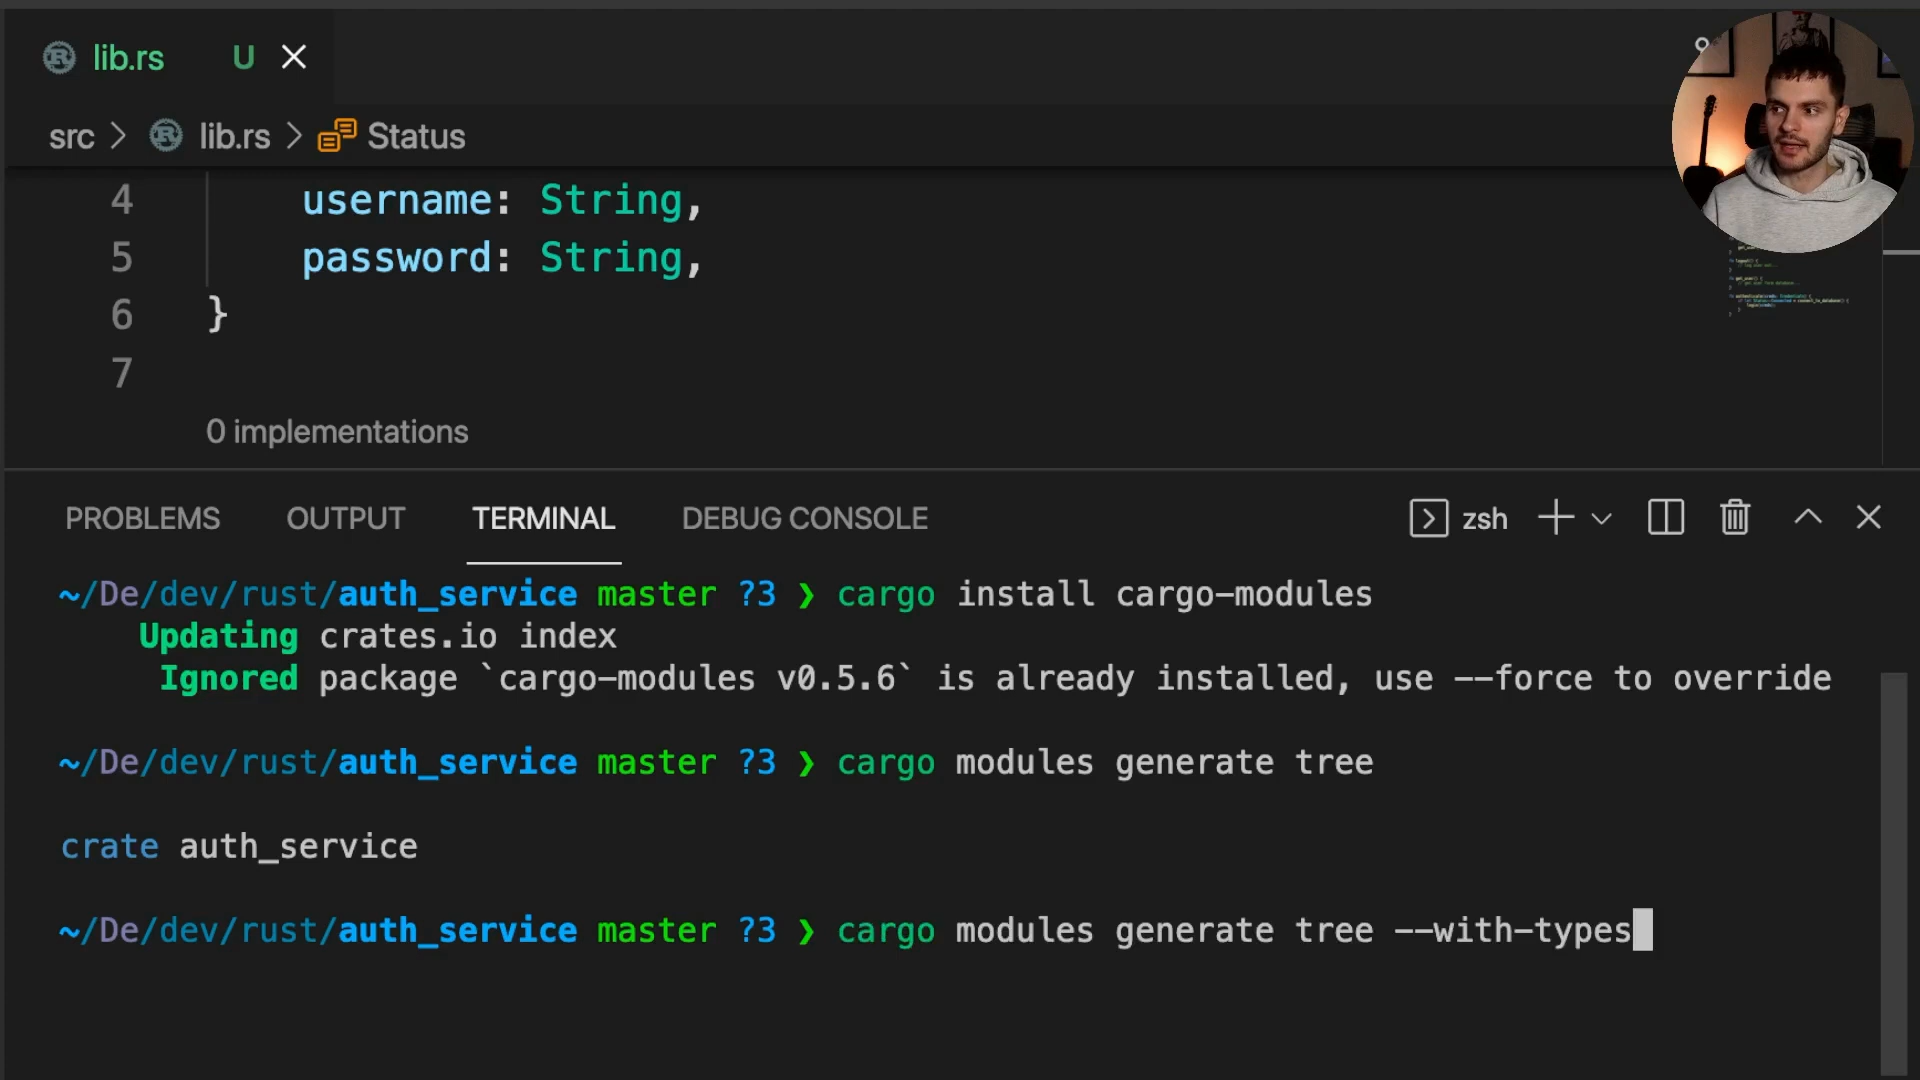 lib.rs U
src > lib.rs > Status
4 username: String,
5 password: String,
6 }
7
0 implementations
PROBLEMS OUTPUT TERMINAL DEBUG CONSOLE zsh
~/De/dev/rust/auth_service master ?3 ❯ cargo install cargo-modules
Updating crates.io index
Ignored package `cargo-modules v0.5.6` is already installed, use --force to override
~/De/dev/rust/auth_service master ?3 ❯ cargo modules generate tree
crate auth_service
~/De/dev/rust/auth_service master ?3 ❯ cargo modules generate tree --with-types